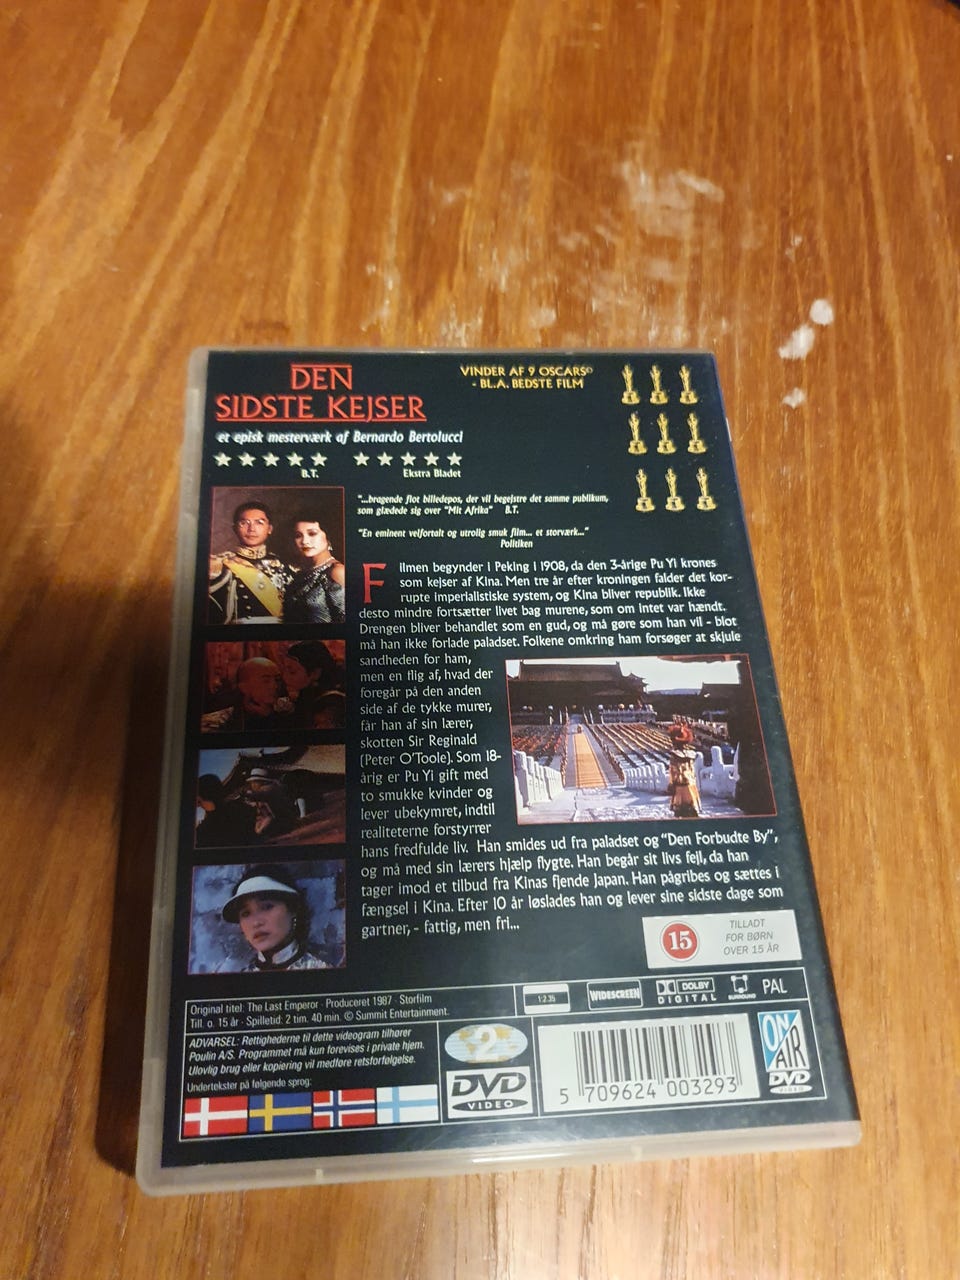 DEN
SIDSTE KEJSER
et episk mesterværk af Bernardo Bertolucci
B.T.
Ekstra Bladet
VINDER AF 9 OSCARS©
- BL.A. BEDSTE FILM
"...bragende flot billedepos, der vil begejstre det samme publikum,
som glædede sig over "Mit Afrika" B.T.
"En eminent velfortalt og utrolig smuk film... et storværk..."
Politiken
Filmen begynder i Peking i 1908, da den 3-årige Pu Yi krones
som kejser af Kina. Men tre år efter kroningen falder det kor-
rupte imperialistiske system, og Kina bliver republik. Ikke
desto mindre fortsætter livet bag murene, som om intet var hændt.
Drengen bliver behandlet som en gud, og må gøre som han vil - blot
må han ikke forlade paladset. Folkene omkring ham forsøger at skjule
sandheden for ham,
men en flig af, hvad der
foregår på den anden
side af de tykke murer,
får han af sin lærer,
skotten Sir Reginald
(Peter O'Toole). Som 18-
årig er Pu Yi gift med
to smukke kvinder og
lever ubekymret, indtil
realiteterne forstyrrer
hans fredfulde liv. Han smides ud fra paladset og "Den Forbudte By",
og må med sin lærers hjælp flygte. Han begår sit livs fejl, da han
tager imod et tilbud fra Kinas fjende Japan. Han pågribes og sættes i
fængsel i Kina. Efter 10 år løslades han og lever sine sidste dage som
gartner, - fattig, men fri...
15
TILLADT
FOR BØRN
OVER 15 ÅR
Original titel: The Last Emperor · Produceret 1987 · Storfilm
Till. o. 15 år · Spilletid: 2 tim. 40 min. © Summit Entertainment.
1:2.35
WIDESCREEN
DOLBY
DIGITAL
SURROUND
PAL
ADVARSEL: Rettighederne til dette videogram tilhører
Poulin A/S. Programmet må kun forevises i private hjem.
Ulovlig brug eller kopiering vil medføre retsforfølgelse.
Undertekster på følgende sprog:
2
DVD
VIDEO
5 709624 003293
ON
AIR
DVD
VIDEO